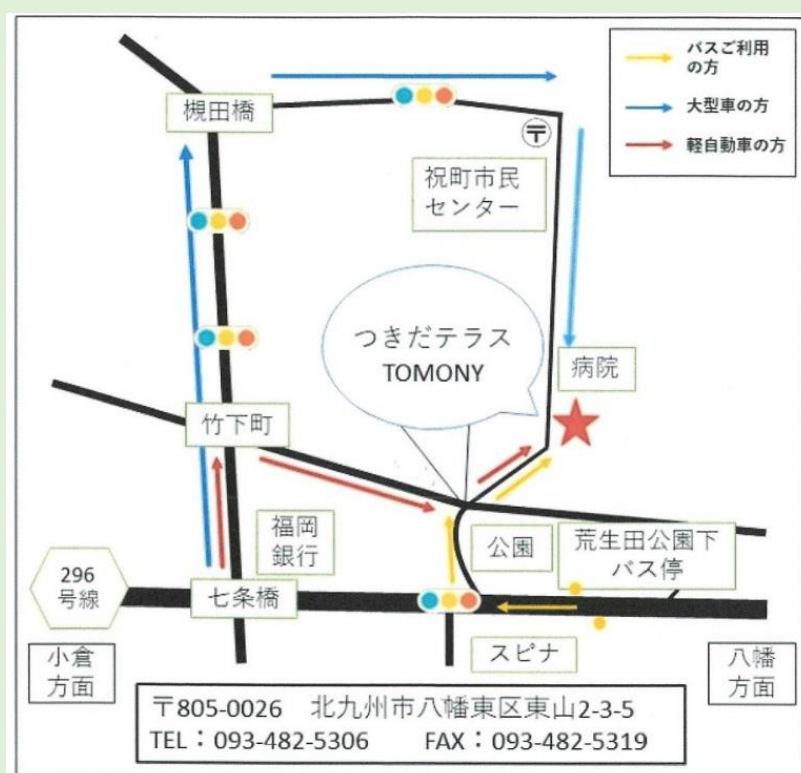 バスご利用
の方
大型車の方
軽自動車の方
槻田橋
〒
祝町市民
センター
つきだテラス
TOMONY
病院
竹下町
福岡
銀行
公園
荒生田公園下
バス停
296
号線
七条橋
小倉
方面
スピナ
八幡
方面
〒805-0026 北九州市八幡東区東山2-3-5
TEL：093-482-5306 FAX：093-482-5319